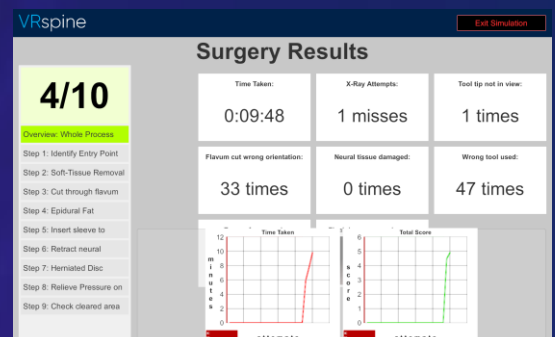 VRspine
Exit Simulation
Surgery Results
4/10
Overview: Whole Process
Step 1: Identify Entry Point
Step 2: Soft-Tissue Removal
Step 3: Cut through flavum
Step 4: Epidural Fat
Step 5: Insert sleeve to
Step 6: Retract neural
Step 7: Herniated Disc
Step 8: Relieve Pressure on
Step 9: Check cleared area
Time Taken:
0:09:48
X-Ray Attempts:
1 misses
Tool tip not in view:
1 times
Flavum cut wrong orientation:
33 times
Neural tissue damaged:
0 times
Wrong tool used:
47 times
Time Taken
minutes
12
10
8
6
4
2
0
Total Score
score
6
5
4
3
2
1
0